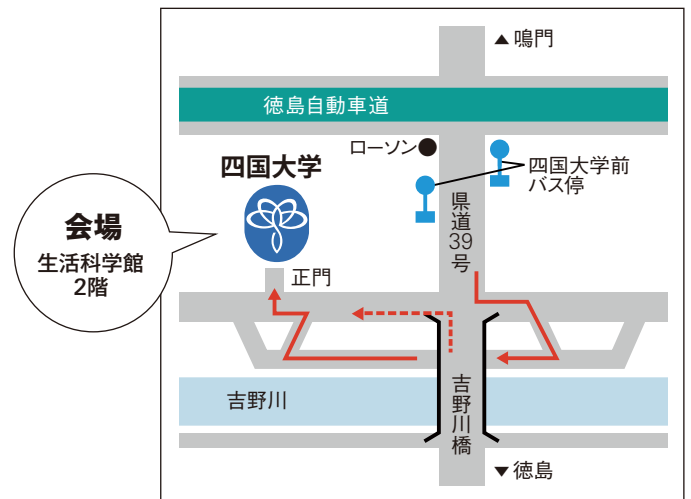 ▲鳴門
徳島自動車道
ローソン
四国大学前
バス停
四国大学
県道39号
会場
生活科学館
2階
正門
吉野川
吉野川橋
▼徳島